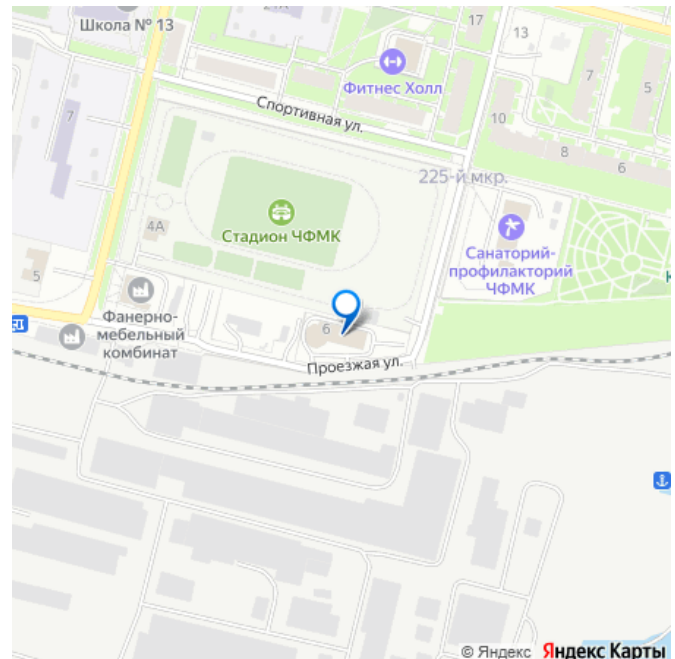 21А
Школа № 13
17
13
Фитнес Холл
7
5
Спортивная ул.
7
10
8
6
225-й мкр.
4А
Стадион ЧФМК
Санаторий-
профилакторий
ЧФМК
К
5
Фанерно-
мебельный
комбинат
6
Проезжая ул.
© Яндекс Яндекс Карты